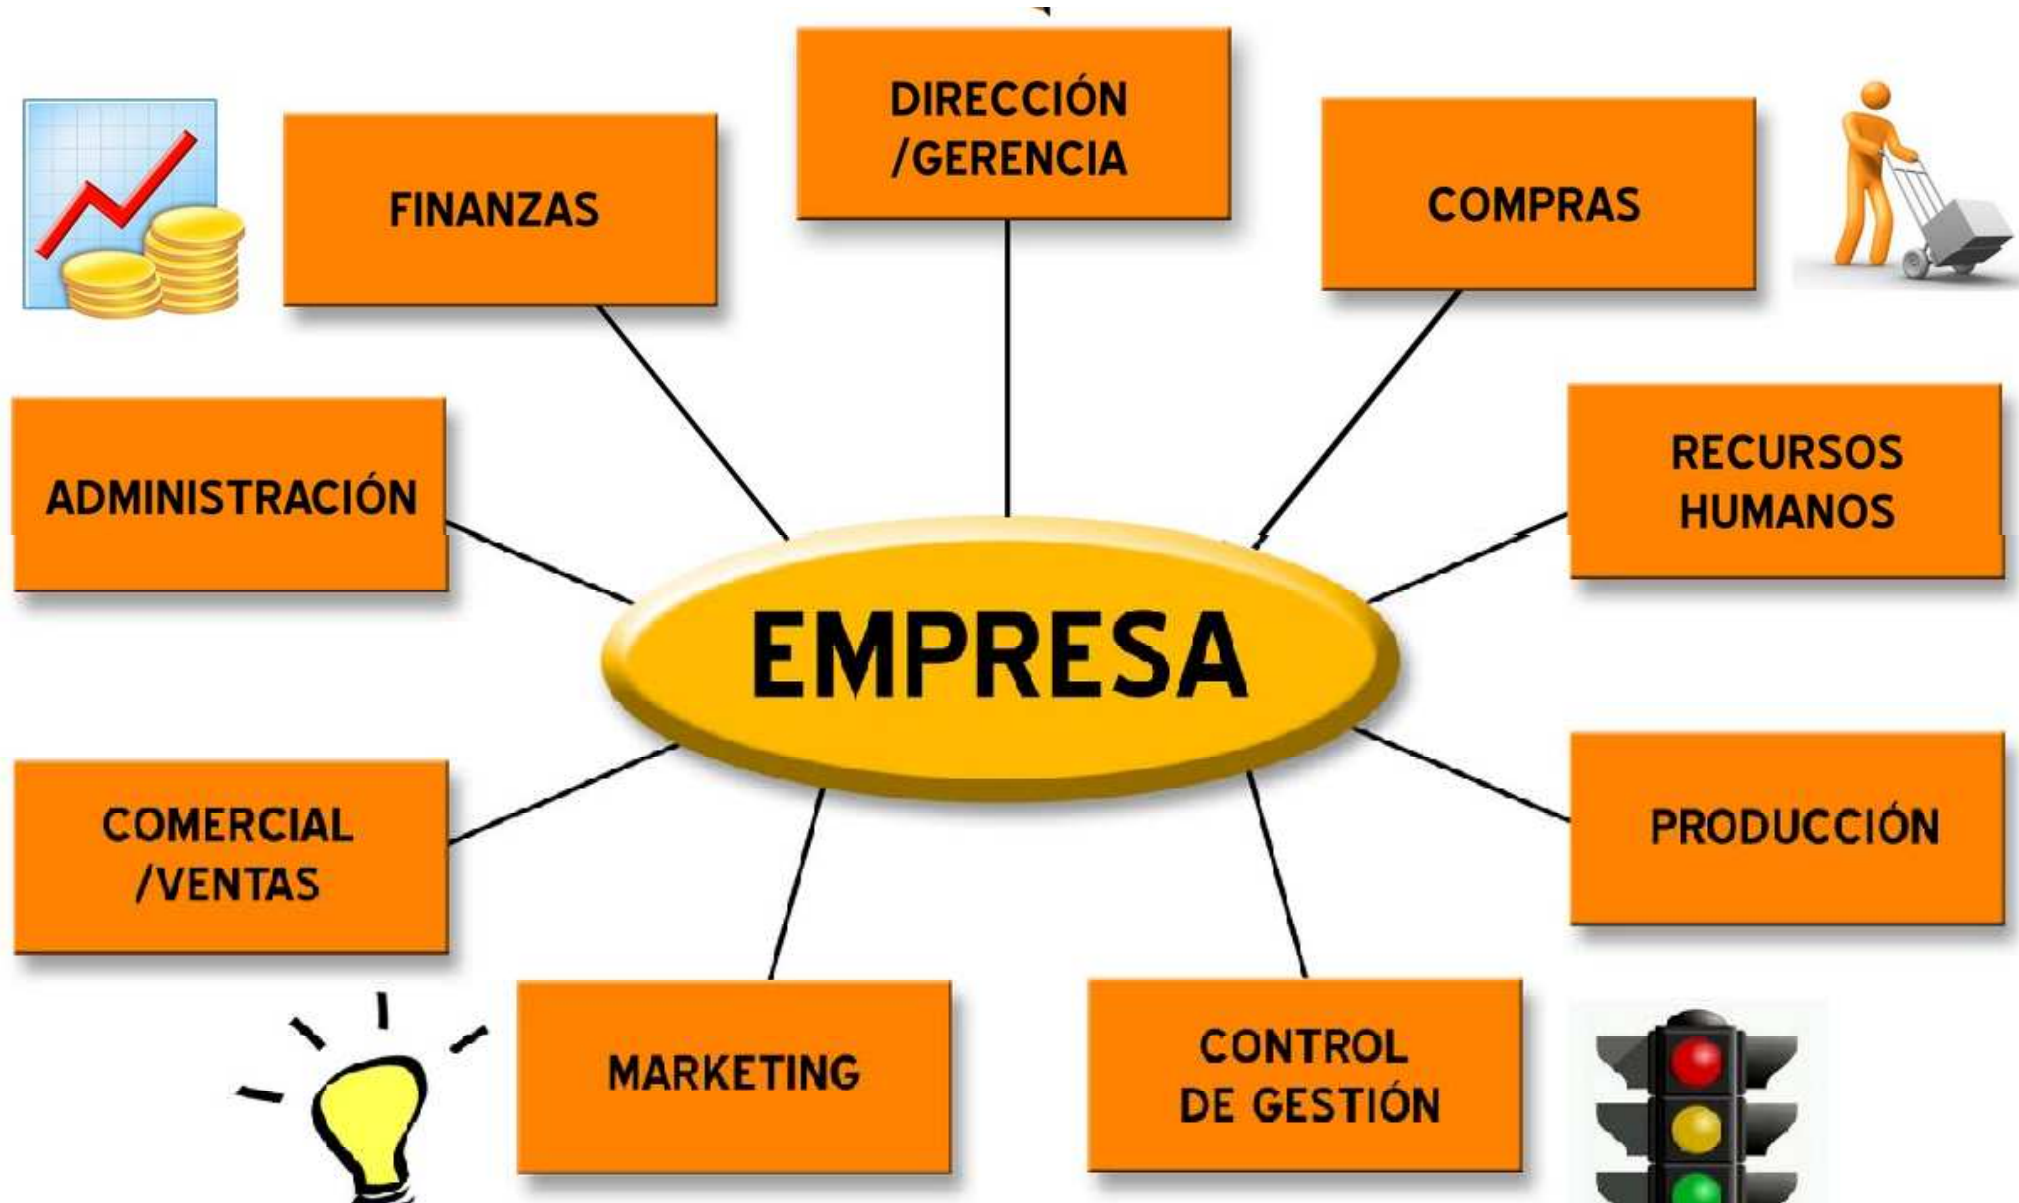 DIRECCIÓN
/GERENCIA
FINANZAS
COMPRAS
ADMINISTRACIÓN
RECURSOS
HUMANOS
EMPRESA
COMERCIAL
/VENTAS
PRODUCCIÓN
MARKETING
CONTROL
DE GESTIÓN